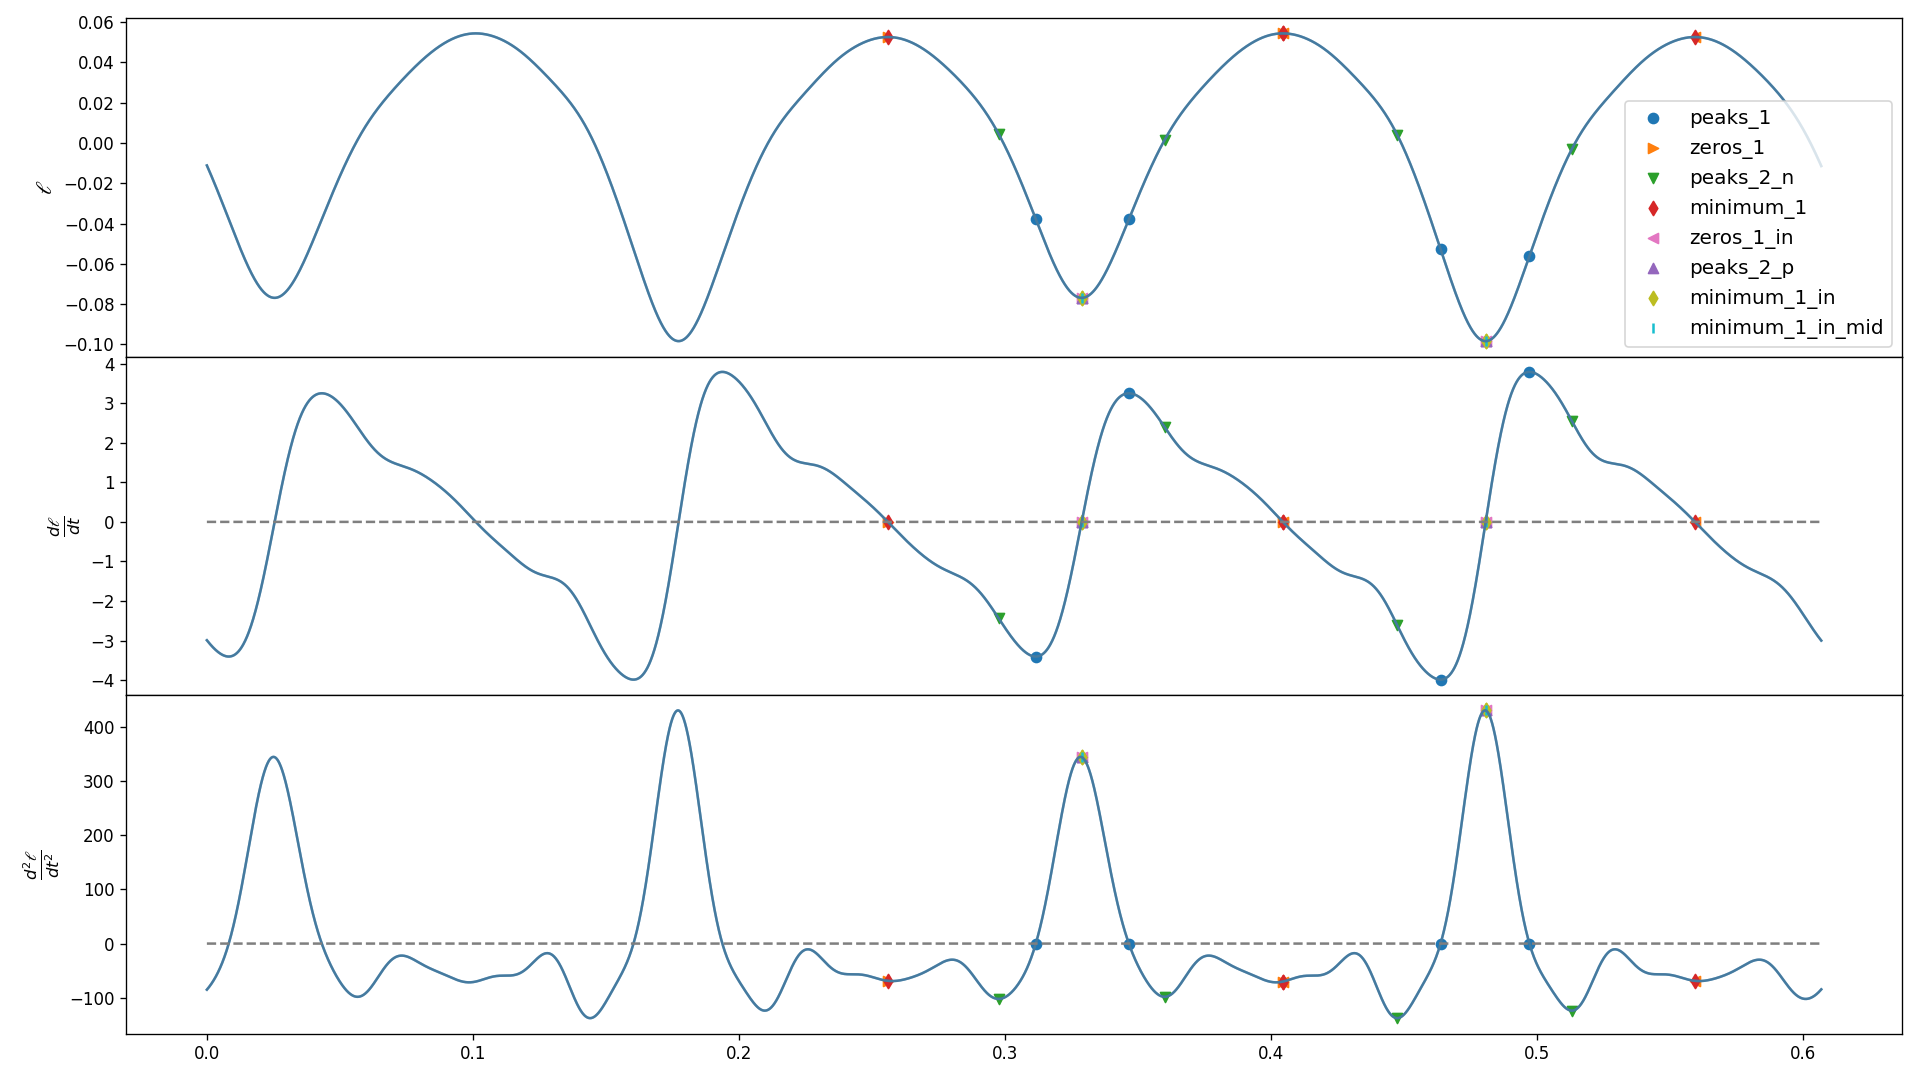 0.06
0.04
0.02
0.00
−0.02
−0.04
−0.06
−0.08
−0.10
ℓ
peaks_1
zeros_1
peaks_2_n
minimum_1
zeros_1_in
peaks_2_p
minimum_1_in
minimum_1_in_mid
4
3
2
1
0
−1
−2
−3
−4
dℓ
dt
400
300
200
100
0
−100
d²ℓ
dt²
0.0 0.1 0.2 0.3 0.4 0.5 0.6